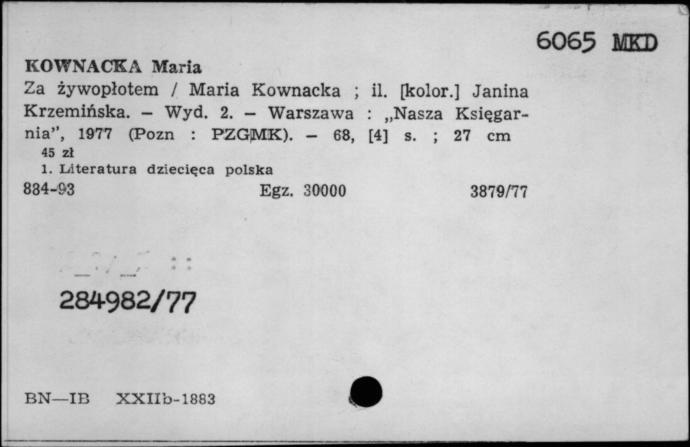 6065 MKD
KOWNACKA Maria
Za żywopłotem / Maria Kownacka ; il. [kolor.] Janina
Krzemińska. — Wyd. 2. — Warszawa : „Nasza Księgar-
nia”, 1977 (Pozn : PZGMK). — 68, [4] s. ; 27 cm
45 zł
1. Literatura dziecięca polska
884-93 Egz. 30000 3879/77
284982/77
BN—IB XXIIb-1883